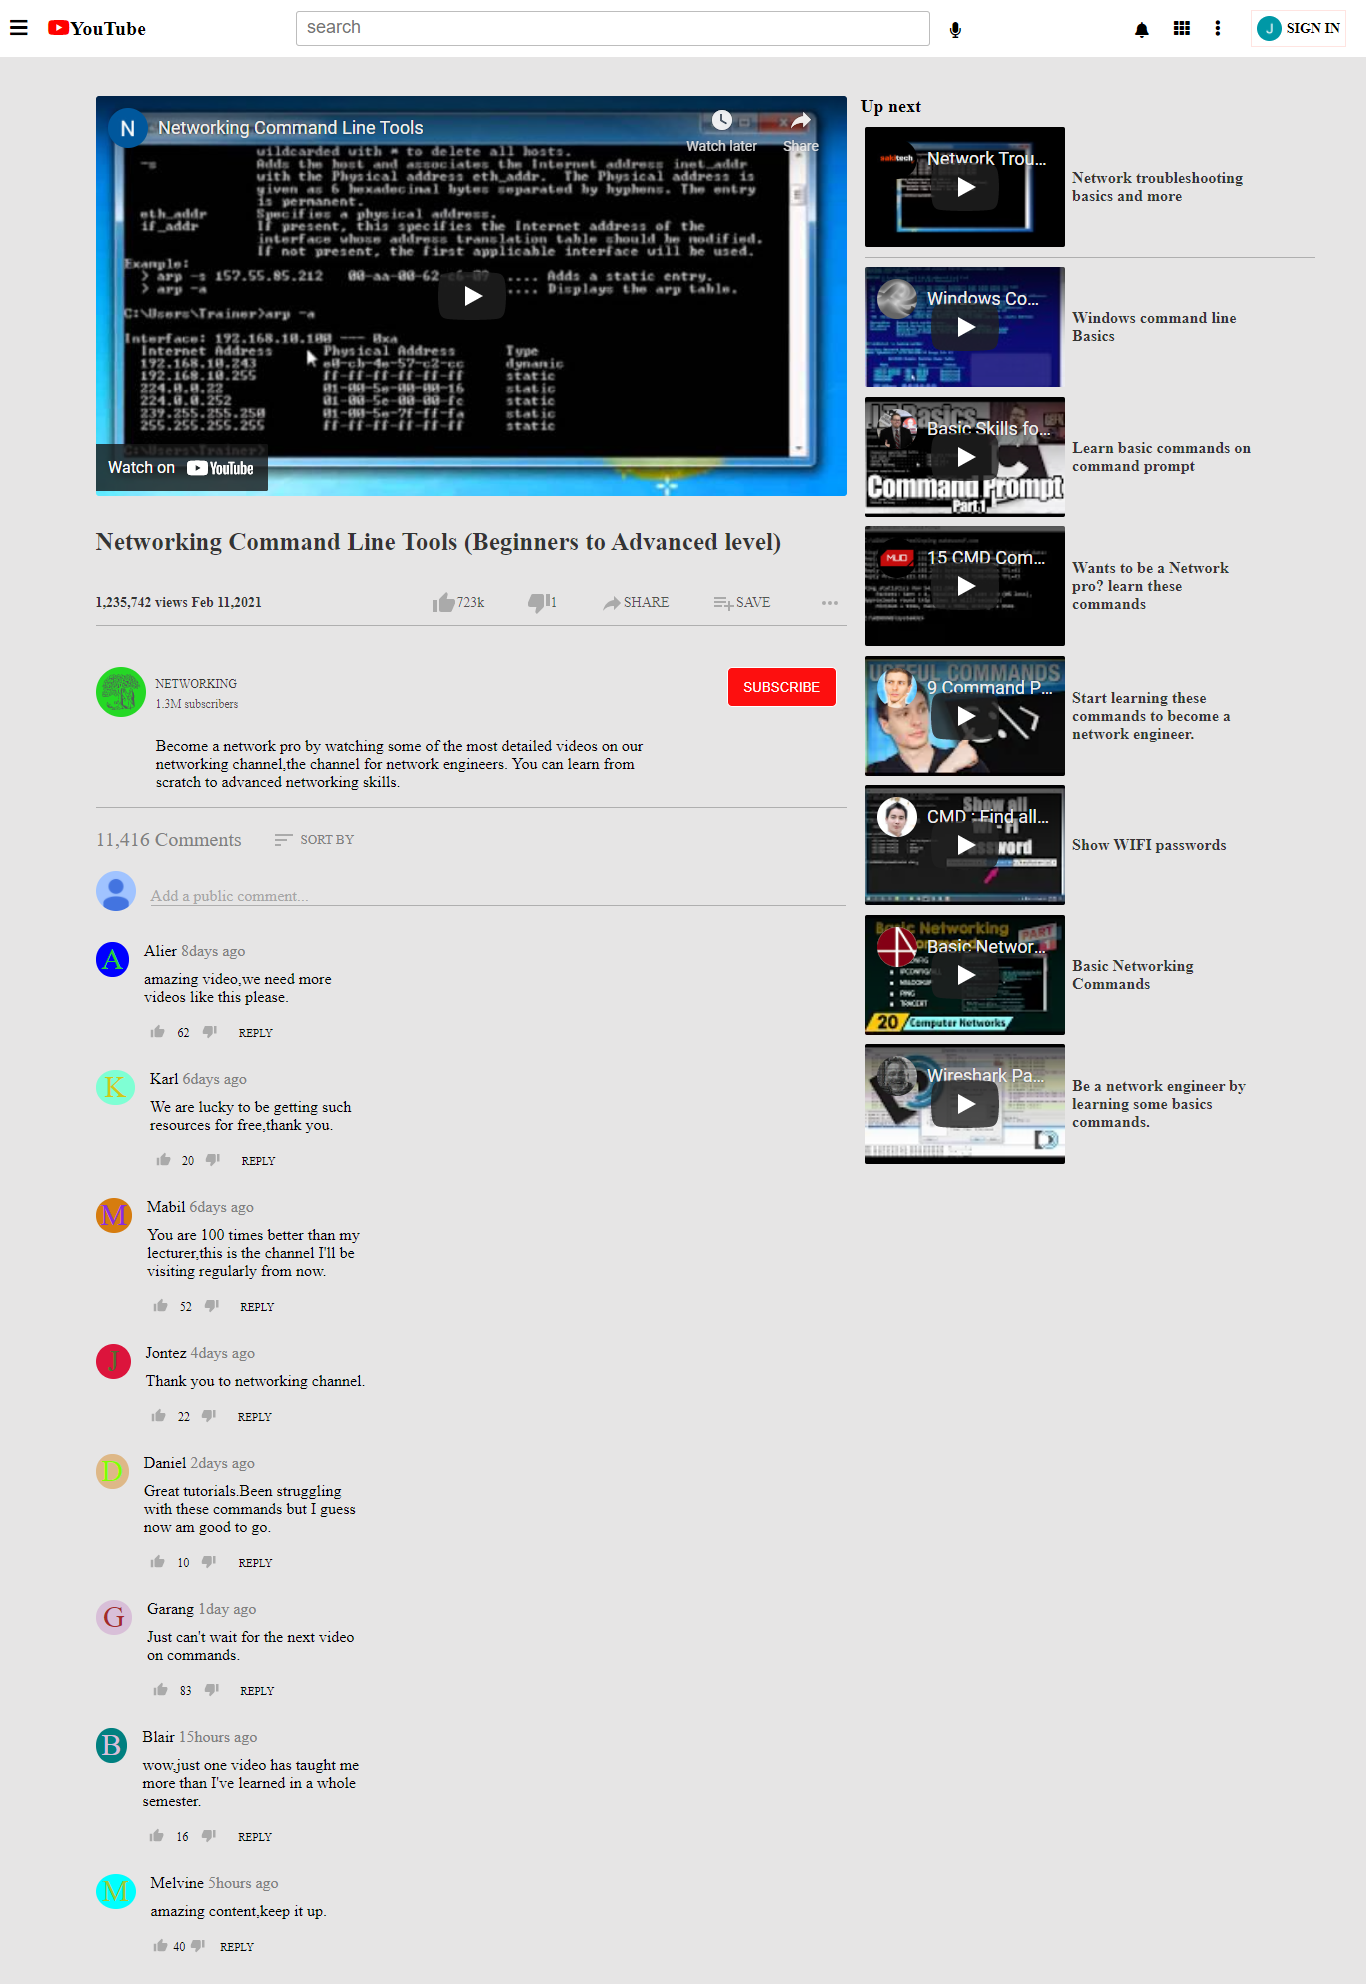 YouTube
search
J SIGN IN
N Networking Command Line Tools
Watch later
Share
wildcarded with * to delete all hosts.
-s Adds the host and associates the Internet address inet_addr
with the Physical address eth_addr. The Physical address is
given as 6 hexadecimal bytes separated by hyphens. The entry
is permanent.
eth_addr Specifies a physical address.
if_addr If present, this specifies the Internet address of the
interface whose address translation table should be modified.
If not present, the first applicable interface will be used.
Example:
> arp -s 157.55.85.212 00-aa-00-62-c6-09 .... Adds a static entry.
> arp -a .... Displays the arp table.
C:\Users\Trainer>arp -a
Interface: 192.168.10.100 --- 0xa
Internet Address Physical Address Type
192.168.10.243 e0-cb-4e-57-c2-cc dynamic
192.168.10.255 ff-ff-ff-ff-ff-ff static
224.0.0.22 01-00-5e-00-00-16 static
224.0.0.252 01-00-5e-00-00-fc static
239.255.255.250 01-00-5e-7f-ff-fa static
255.255.255.255 ff-ff-ff-ff-ff-ff static
Watch on YouTube
Networking Command Line Tools (Beginners to Advanced level)
1,235,742 views Feb 11,2021
723k
1
SHARE
SAVE
NETWORKING
1.3M subscribers
SUBSCRIBE
Become a network pro by watching some of the most detailed videos on our
networking channel,the channel for network engineers. You can learn from
scratch to advanced networking skills.
11,416 Comments
SORT BY
Add a public comment...
A
Alier 8days ago
amazing video,we need more
videos like this please.
62 REPLY
K
Karl 6days ago
We are lucky to be getting such
resources for free,thank you.
20 REPLY
M
Mabil 6days ago
You are 100 times better than my
lecturer,this is the channel I'll be
visiting regularly from now.
52 REPLY
J
Jontez 4days ago
Thank you to networking channel.
22 REPLY
D
Daniel 2days ago
Great tutorials.Been struggling
with these commands but I guess
now am good to go.
10 REPLY
G
Garang 1day ago
Just can't wait for the next video
on commands.
83 REPLY
B
Blair 15hours ago
wow,just one video has taught me
more than I've learned in a whole
semester.
16 REPLY
M
Melvine 5hours ago
amazing content,keep it up.
40 REPLY
Up next
sakitech
Network Trou...
Network troubleshooting
basics and more
Windows Co...
Windows command line
Basics
Basic Skills fo...
Command Prompt
Part 1
Learn basic commands on
command prompt
15 CMD Com...
Wants to be a Network
pro? learn these
commands
USEFUL COMMANDS
9 Command P...
Start learning these
commands to become a
network engineer.
Show all
CMD : Find all...
Show WIFI passwords
Basic Networking
PART
Basic Networ...
PING
TRACERT
20 Computer Networks
Basic Networking
Commands
Wireshark Pa...
Be a network engineer by
learning some basics
commands.